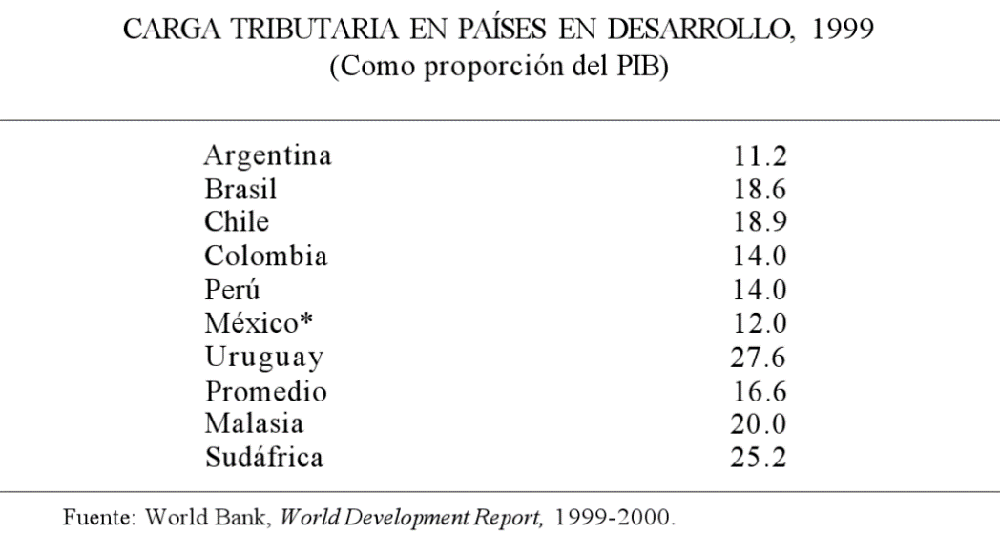 CARGA TRIBUTARIA EN PAÍSES EN DESARROLLO, 1999
(Como proporción del PIB)
Argentina 11.2
Brasil 18.6
Chile 18.9
Colombia 14.0
Perú 14.0
México* 12.0
Uruguay 27.6
Promedio 16.6
Malasia 20.0
Sudáfrica 25.2
Fuente: World Bank, World Development Report, 1999-2000.